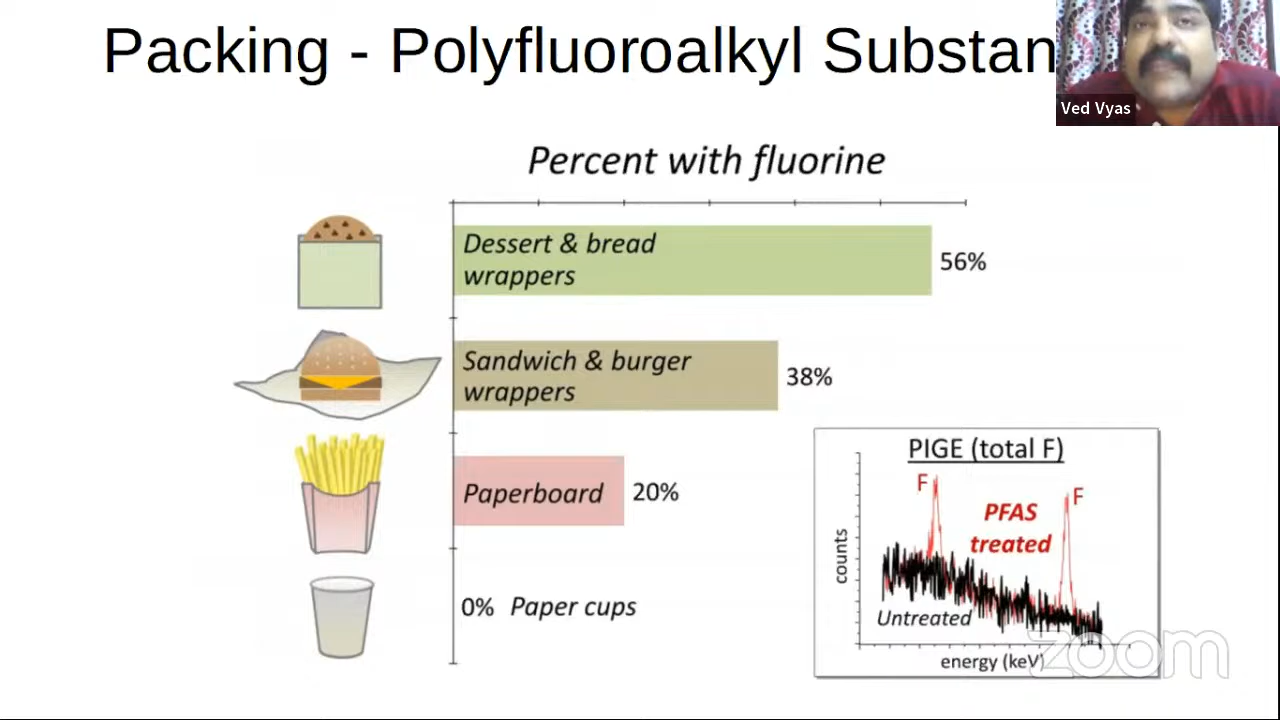 Packing - Polyfluoroalkyl Substan
Ved Vyas
Percent with fluorine
Dessert & bread
wrappers
56%
Sandwich & burger
wrappers
38%
Paperboard
20%
0% Paper cups
PIGE (total F)
F
F
PFAS
treated
counts
Untreated
energy (keV)
zoom